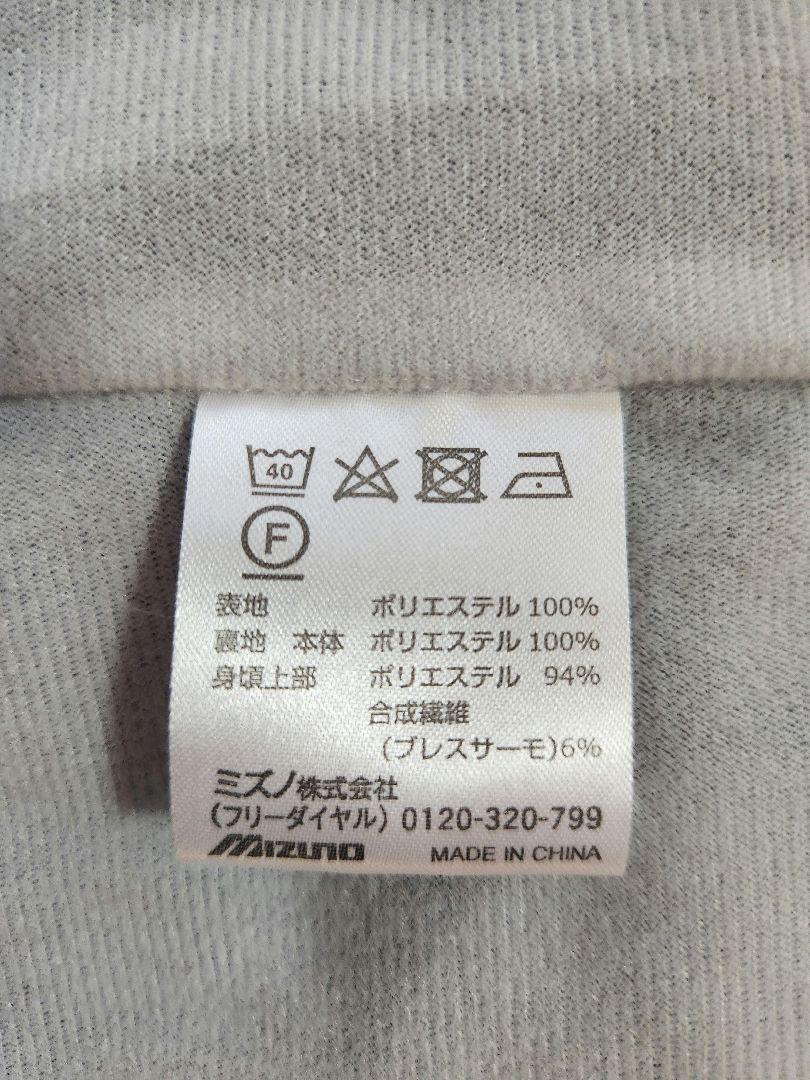 40
F
表地 ポリエステル 100%
裏地 本体 ポリエステル 100%
身頃上部 ポリエステル 94%
合成繊維
(ブレスサーモ)6%
ミズノ株式会社
(フリーダイヤル) 0120-320-799
Mizuno MADE IN CHINA